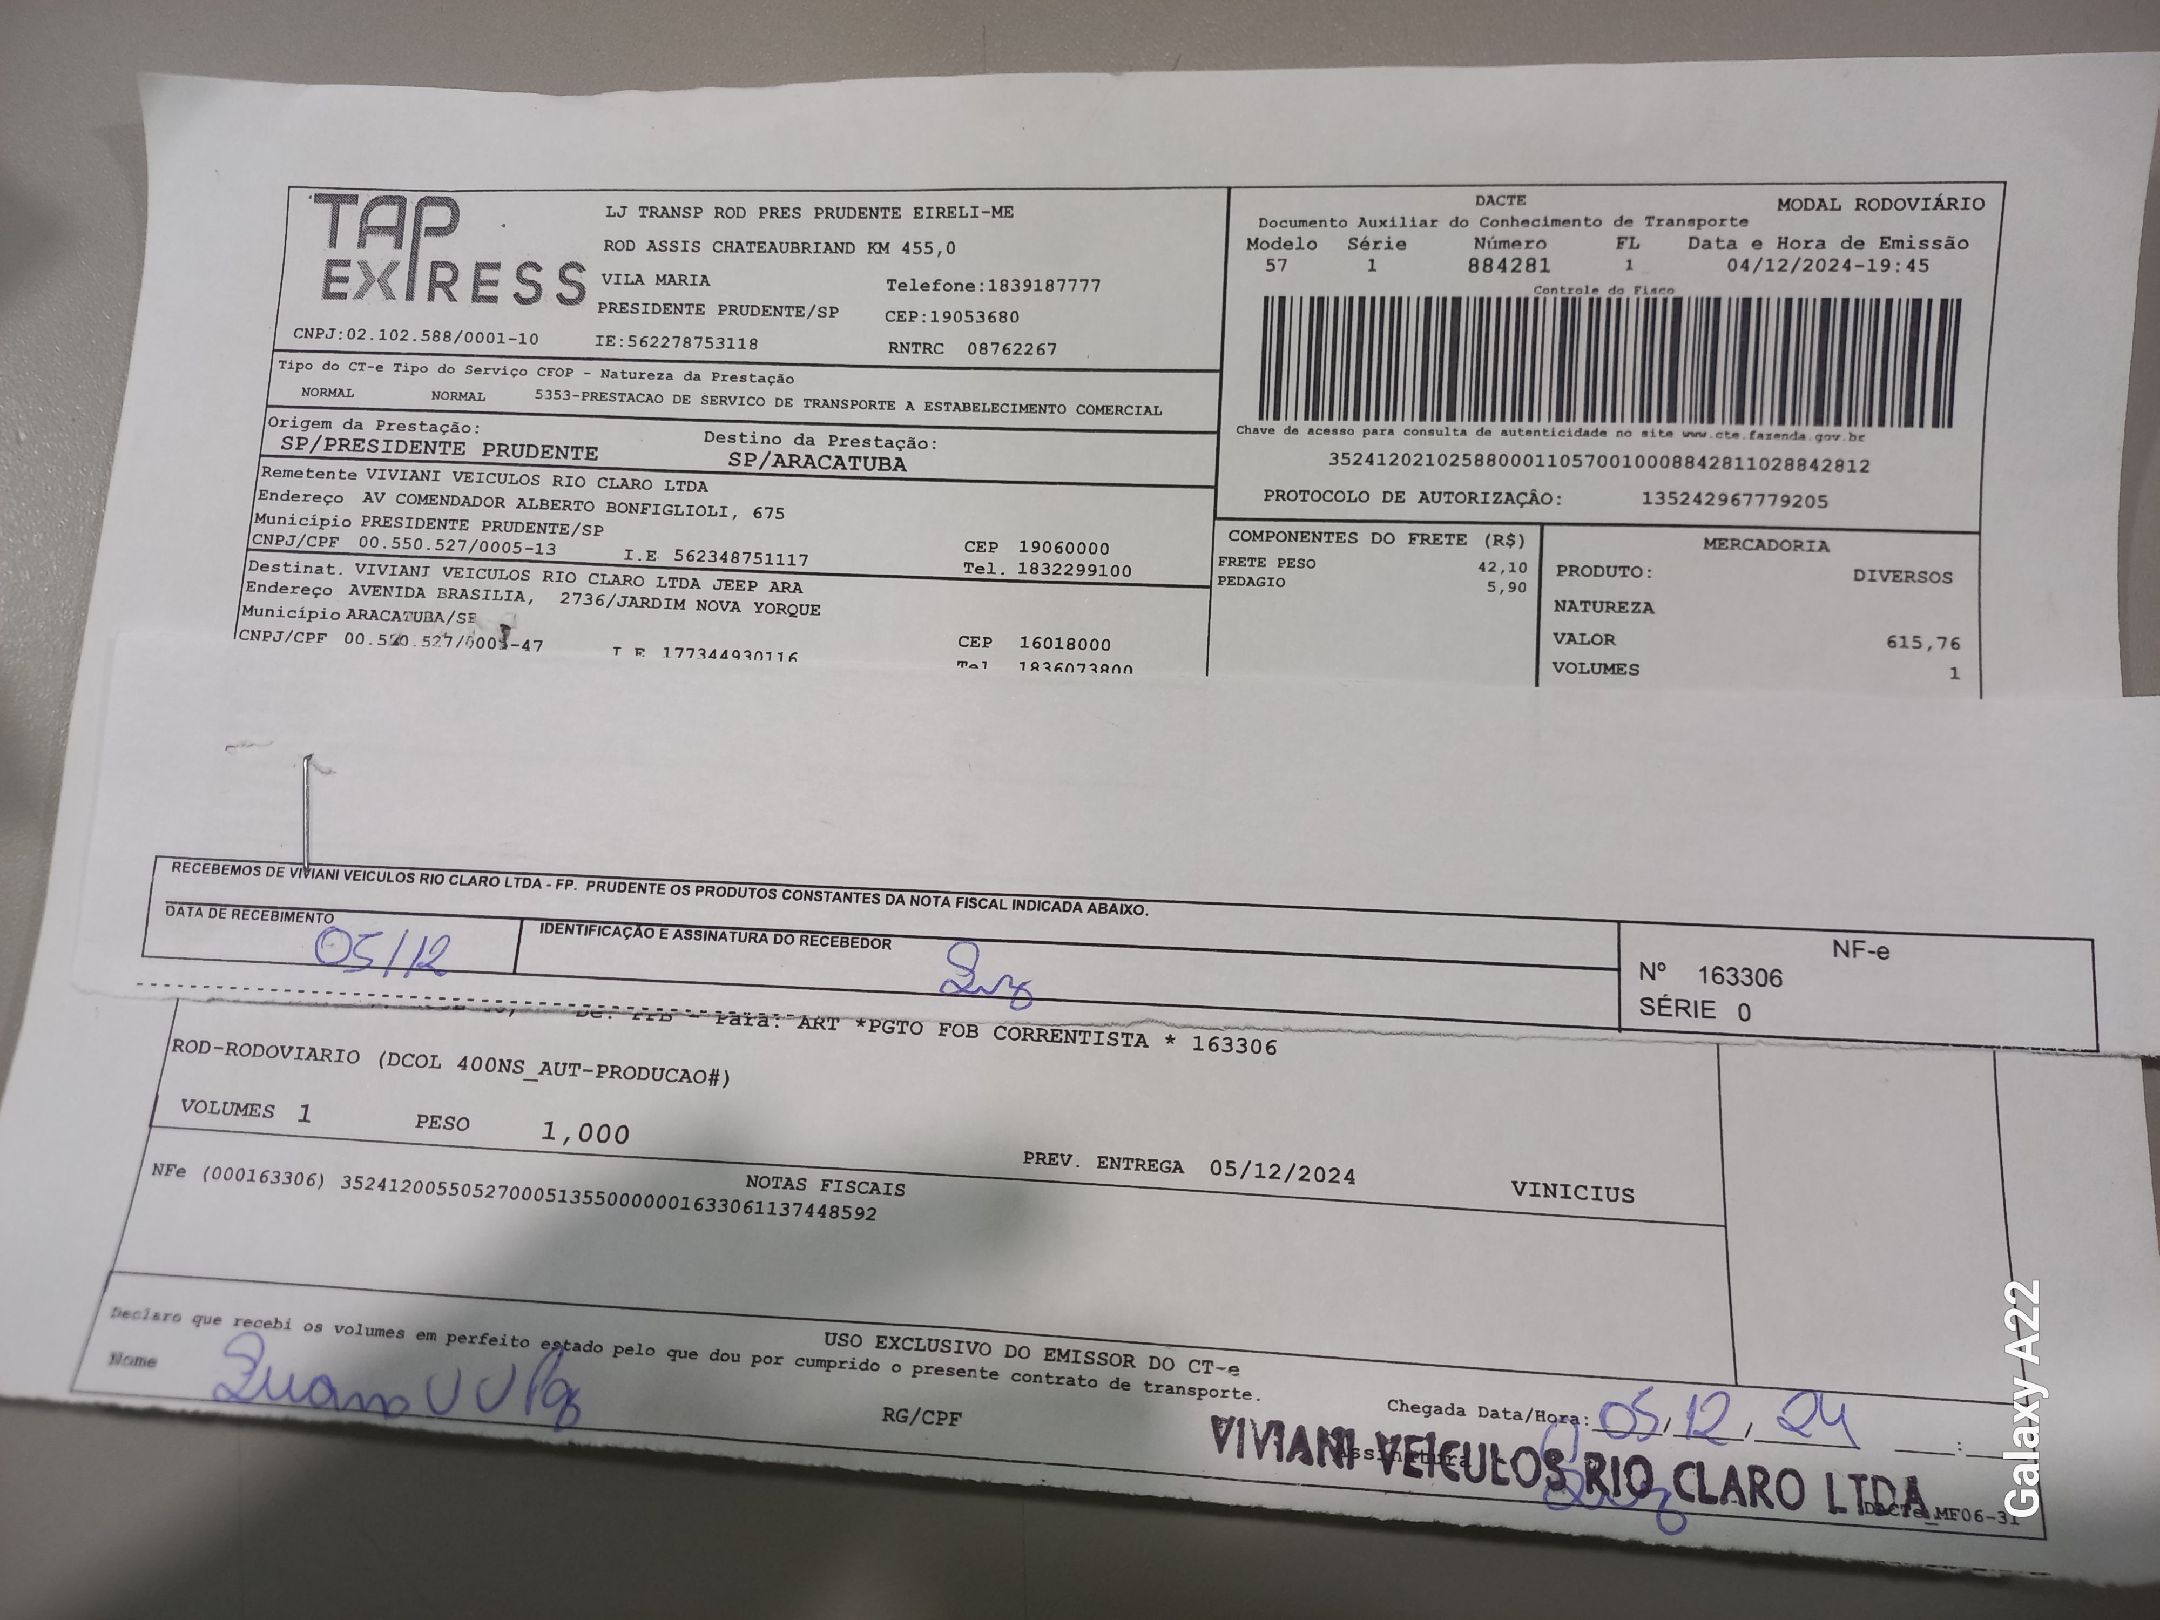 TAP
EXPRESS
LJ TRANSP ROD PRES PRUDENTE EIRELI-ME
ROD ASSIS CHATEAUBRIAND KM 455,0
VILA MARIA Telefone:1839187777
PRESIDENTE PRUDENTE/SP CEP:19053680
CNPJ:02.102.588/0001-10 IE:562278753118 RNTRC 08762267
DACTE MODAL RODOVIÁRIO
Documento Auxiliar do Conhecimento de Transporte
Modelo Série Número FL Data e Hora de Emissão
57 1 884281 1 04/12/2024-19:45
Controle do Fisco
Chave de acesso para consulta de autenticidade no site www.cte.fazenda.gov.br
35241202102588000110570010008842811028842812
PROTOCOLO DE AUTORIZAÇÃO: 135242967779205
Tipo do CT-e Tipo do Serviço CFOP - Natureza da Prestação
NORMAL NORMAL 5353-PRESTACAO DE SERVICO DE TRANSPORTE A ESTABELECIMENTO COMERCIAL
Origem da Prestação: Destino da Prestação:
SP/PRESIDENTE PRUDENTE SP/ARACATUBA
Remetente VIVIANI VEICULOS RIO CLARO LTDA
Endereço AV COMENDADOR ALBERTO BONFIGLIOLI, 675
Município PRESIDENTE PRUDENTE/SP
CNPJ/CPF 00.550.527/0005-13 I.E 562348751117 CEP 19060000
Tel. 1832299100
Destinat. VIVIANI VEICULOS RIO CLARO LTDA JEEP ARA
Endereço AVENIDA BRASILIA, 2736/JARDIM NOVA YORQUE
Município ARACATUBA/SP
CNPJ/CPF I.E 177344930116 CEP 16018000
Tel 1836073800
COMPONENTES DO FRETE (R$)
FRETE PESO 42,10
PEDAGIO 5,90
MERCADORIA
PRODUTO: DIVERSOS
NATUREZA
VALOR 615,76
VOLUMES 1
RECEBEMOS DE VIVIANI VEICULOS RIO CLARO LTDA - FP. PRUDENTE OS PRODUTOS CONSTANTES DA NOTA FISCAL INDICADA ABAIXO.
DATA DE RECEBIMENTO IDENTIFICAÇÃO E ASSINATURA DO RECEBEDOR
05/12
NF-e
Nº 163306
SÉRIE 0
Para: ART *PGTO FOB CORRENTISTA * 163306
ROD-RODOVIARIO (DCOL 400NS_AUT-PRODUCAO#)
VOLUMES 1 PESO 1,000
PREV. ENTREGA 05/12/2024 VINICIUS
NOTAS FISCAIS
NFe (000163306) 35241200550527000513550000001633061137448592
USO EXCLUSIVO DO EMISSOR DO CT-e
Declaro que recebi os volumes em perfeito estado pelo que dou por cumprido o presente contrato de transporte.
Nome RG/CPF Chegada Data/Hora: 05, 12, 24 :
Assinatura
VIVIANI VEICULOS RIO CLARO LTDA
DACTe_MF06-31
Galaxy A22